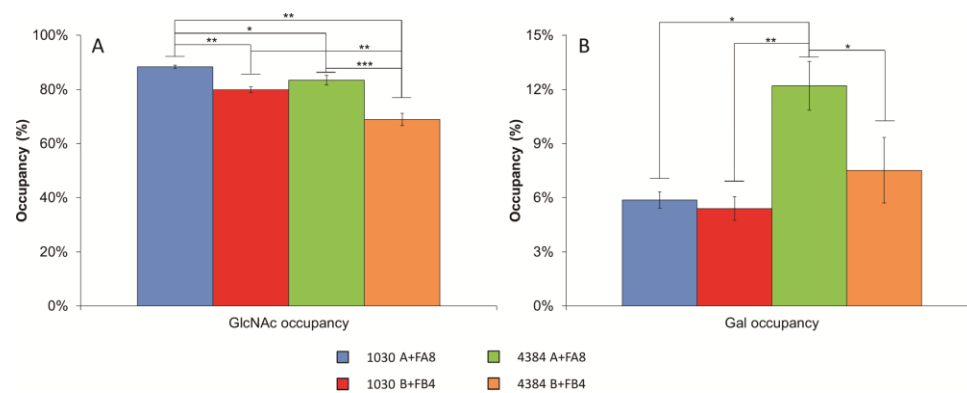 A
100%
80%
60%
40%
20%
0%
Occupancy (%)
GlcNAc occupancy
**
*
**
**
***
B
15%
12%
9%
6%
3%
0%
Occupancy (%)
Gal occupancy
*
**
*
1030 A+FA8
4384 A+FA8
1030 B+FB4
4384 B+FB4